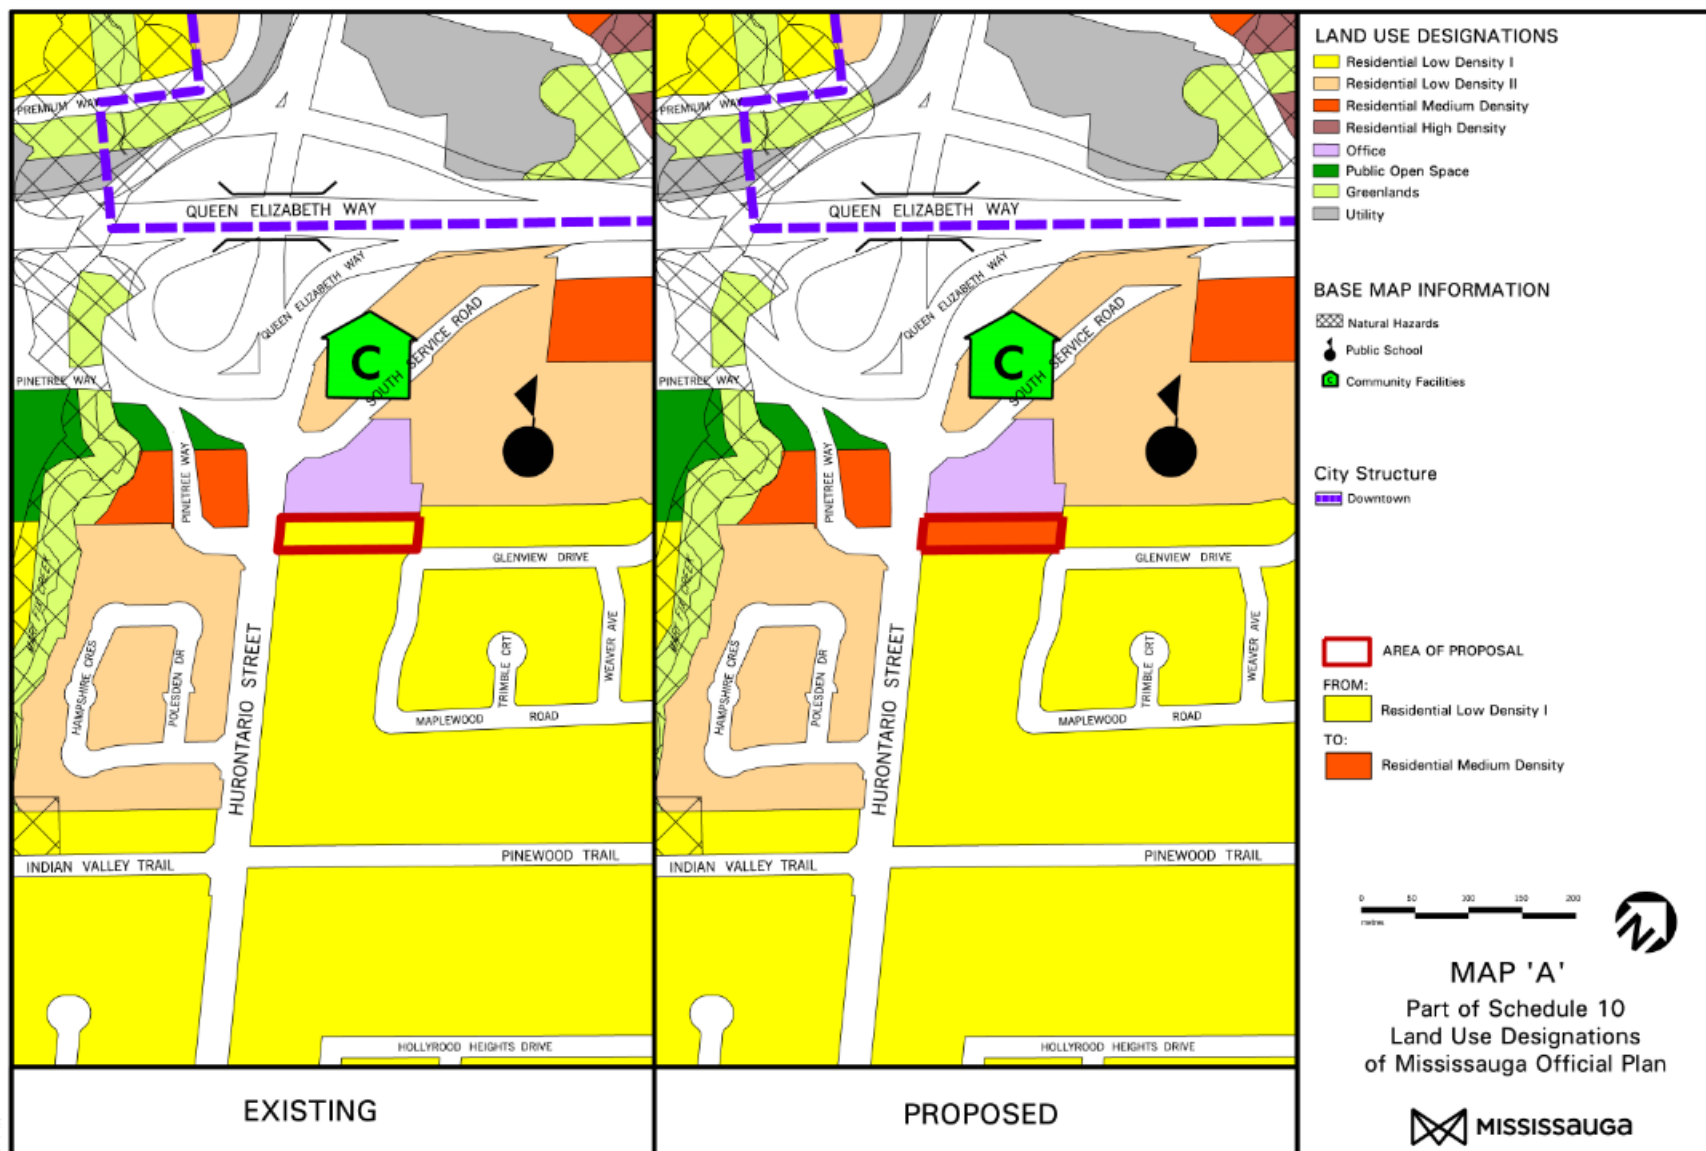 PREMIUM WAY
QUEEN ELIZABETH WAY
QUEEN ELIZABETH WAY
SOUTH SERVICE ROAD
C
PINETREE WAY
PINETREE WAY
GLENVIEW DRIVE
HAMPSHIRE CRES
POLESDEN DR
HURONTARIO STREET
TRIMBLE CRT
WEAVER AVE
MAPLEWOOD ROAD
INDIAN VALLEY TRAIL
PINEWOOD TRAIL
HOLLYROOD HEIGHTS DRIVE
EXISTING
PREMIUM WAY
QUEEN ELIZABETH WAY
QUEEN ELIZABETH WAY
SOUTH SERVICE ROAD
C
PINETREE WAY
PINETREE WAY
GLENVIEW DRIVE
HAMPSHIRE CRES
POLESDEN DR
HURONTARIO STREET
TRIMBLE CRT
WEAVER AVE
MAPLEWOOD ROAD
INDIAN VALLEY TRAIL
PINEWOOD TRAIL
HOLLYROOD HEIGHTS DRIVE
PROPOSED
LAND USE DESIGNATIONS
Residential Low Density I
Residential Low Density II
Residential Medium Density
Residential High Density
Office
Public Open Space
Greenlands
Utility
BASE MAP INFORMATION
Natural Hazards
Public School
C Community Facilities
City Structure
Downtown
AREA OF PROPOSAL
FROM:
Residential Low Density I
TO:
Residential Medium Density
0 50 100 150 200
metres
N
MAP 'A'
Part of Schedule 10
Land Use Designations
of Mississauga Official Plan
MISSISSAUGA